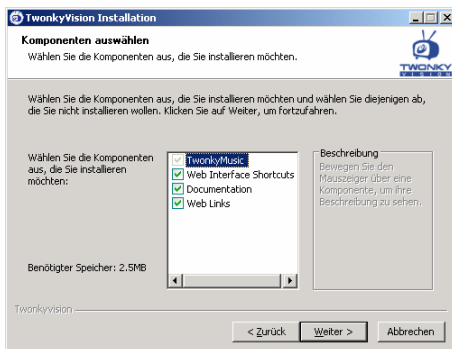 TwonkyVision Installation
Komponenten auswählen
Wählen Sie die Komponenten aus, die Sie installieren möchten.
TWONKY
VISION
Wählen Sie die Komponenten aus, die Sie installieren möchten und wählen Sie diejenigen ab,
die Sie nicht installieren wollen. Klicken Sie auf Weiter, um fortzufahren.
Wählen Sie die Komponenten
aus, die Sie installieren
möchten:
TwonkyMusic
Web Interface Shortcuts
Documentation
Web Links
Beschreibung
Bewegen Sie den
Mauszeiger über eine
Komponente, um ihre
Beschreibung zu sehen.
Benötigter Speicher: 2.5MB
Twonkyvision
< Zurück
Weiter >
Abbrechen